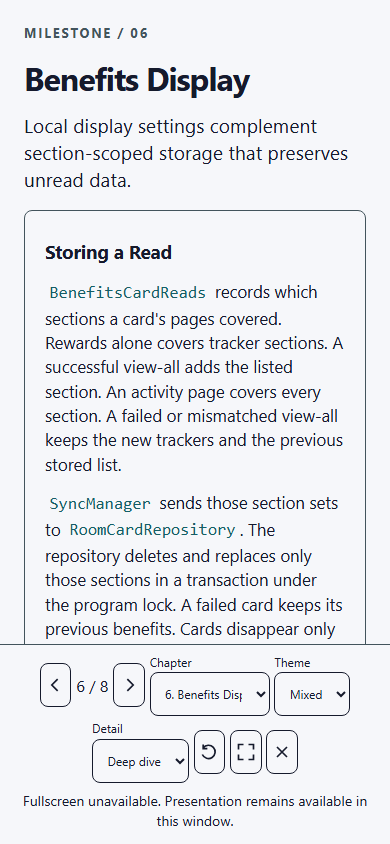 MILESTONE / 06
Benefits Display
Local display settings complement
section-scoped storage that preserves
unread data.
Storing a Read
BenefitsCardReads records which
sections a card's pages covered.
Rewards alone covers tracker sections. A
successful view-all adds the listed
section. An activity page covers every
section. A failed or mismatched view-all
keeps the new trackers and the previous
stored list.
SyncManager sends those section sets
to RoomCardRepository. The
repository deletes and replaces only
those sections in a transaction under
the program lock. A failed card keeps its
previous benefits. Cards disappear only
6 / 8
Chapter
6. Benefits Disp
Theme
Mixed
Detail
Deep dive
Fullscreen unavailable. Presentation remains available in
this window.